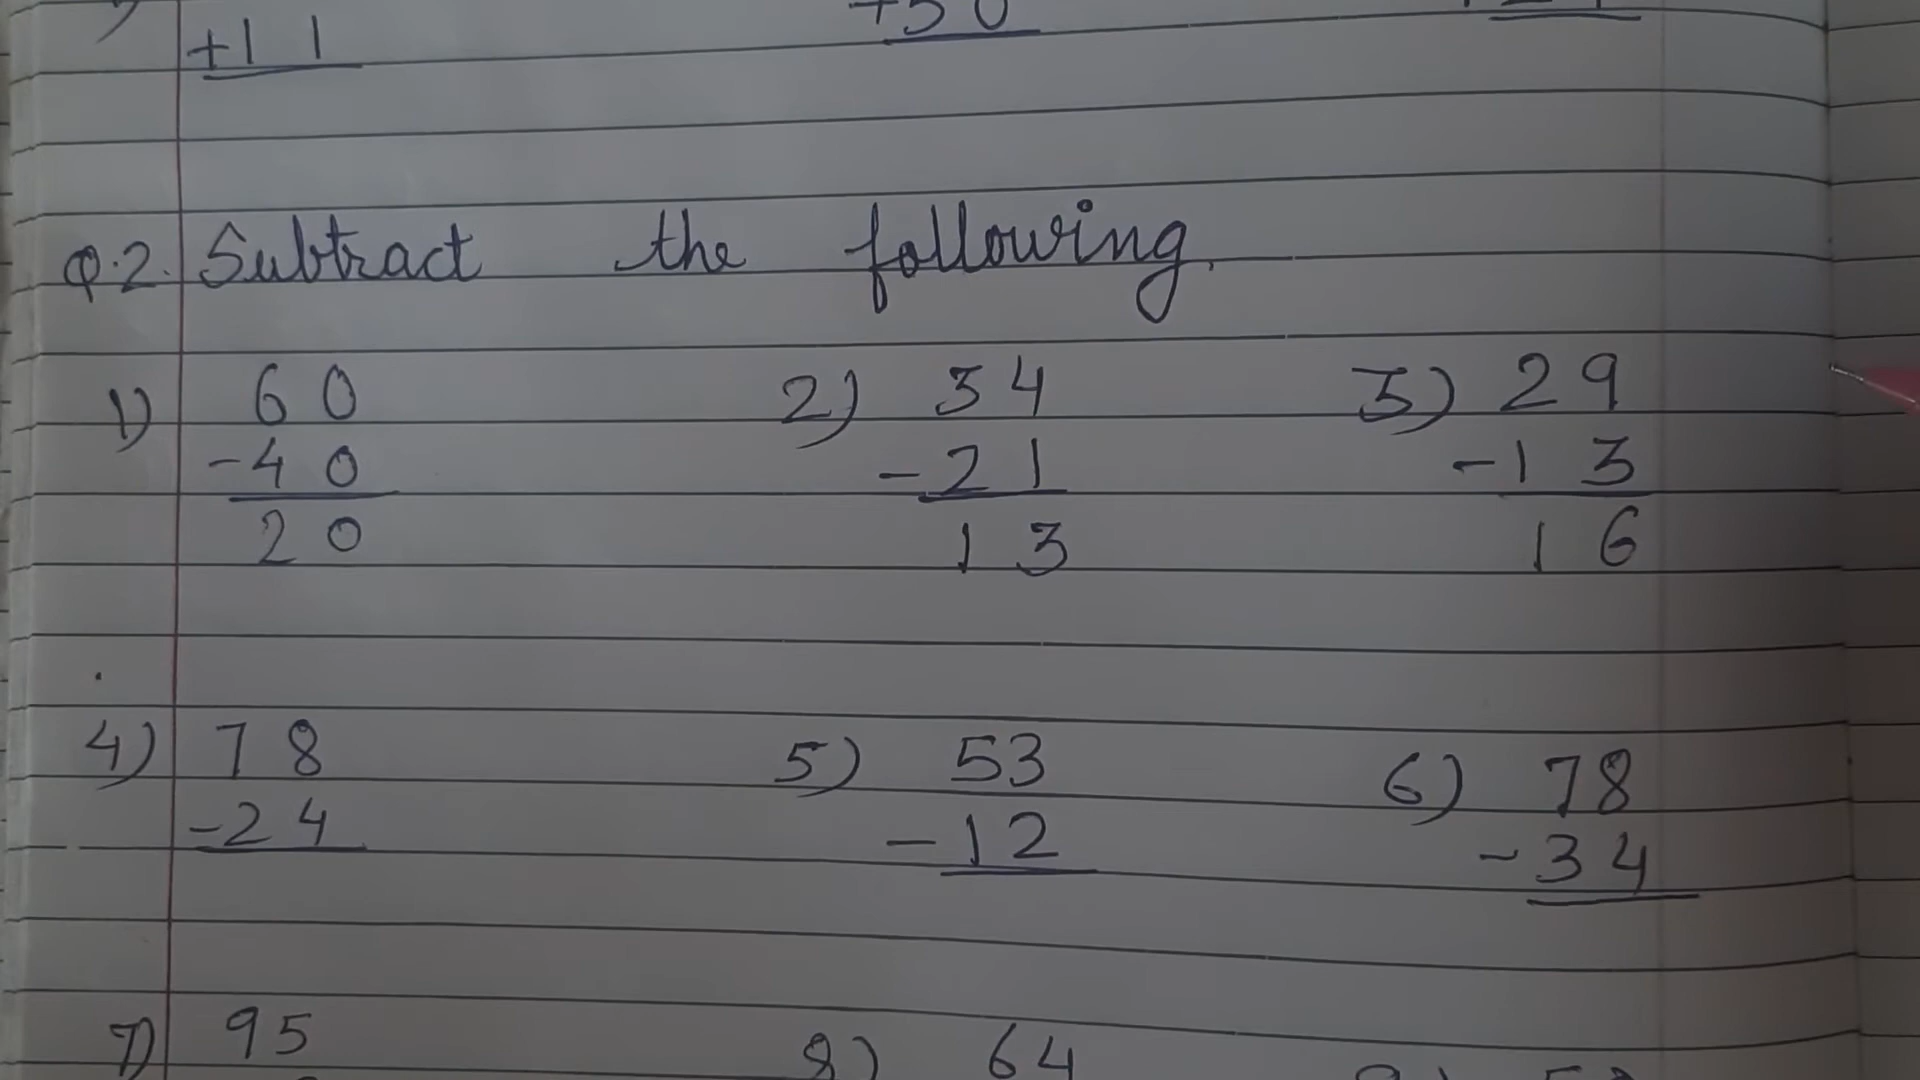 +11 +50
Q.2. Subtract the following.
1) 60 2) 34 3) 29
-40 -21 -13
20 13 16
4) 78 5) 53 6) 78
-24 -12 -34
7) 95 8) 64